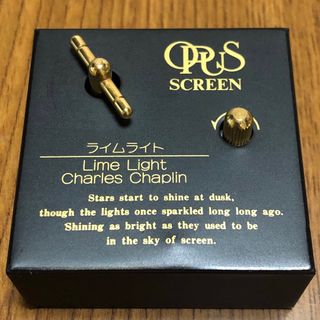 OPUS
SCREEN
ライムライト
Lime Light
Charles Chaplin
Stars start to shine at dusk,
though the lights once sparkled long long ago.
Shining as bright as they used to be
in the sky of screen.